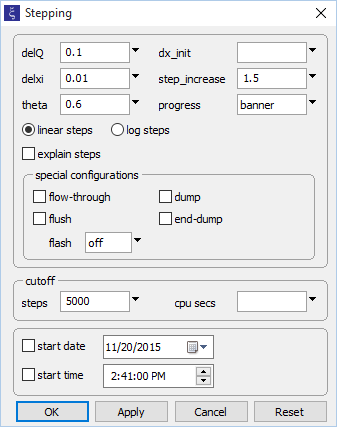 Stepping
delQ 0.1 dx_init
delxi 0.01 step_increase 1.5
theta 0.6 progress banner
linear steps log steps
explain steps
special configurations
flow-through dump
flush end-dump
flash off
cutoff
steps 5000 cpu secs
start date 11/20/2015
start time 2:41:00 PM
OK Apply Cancel Reset